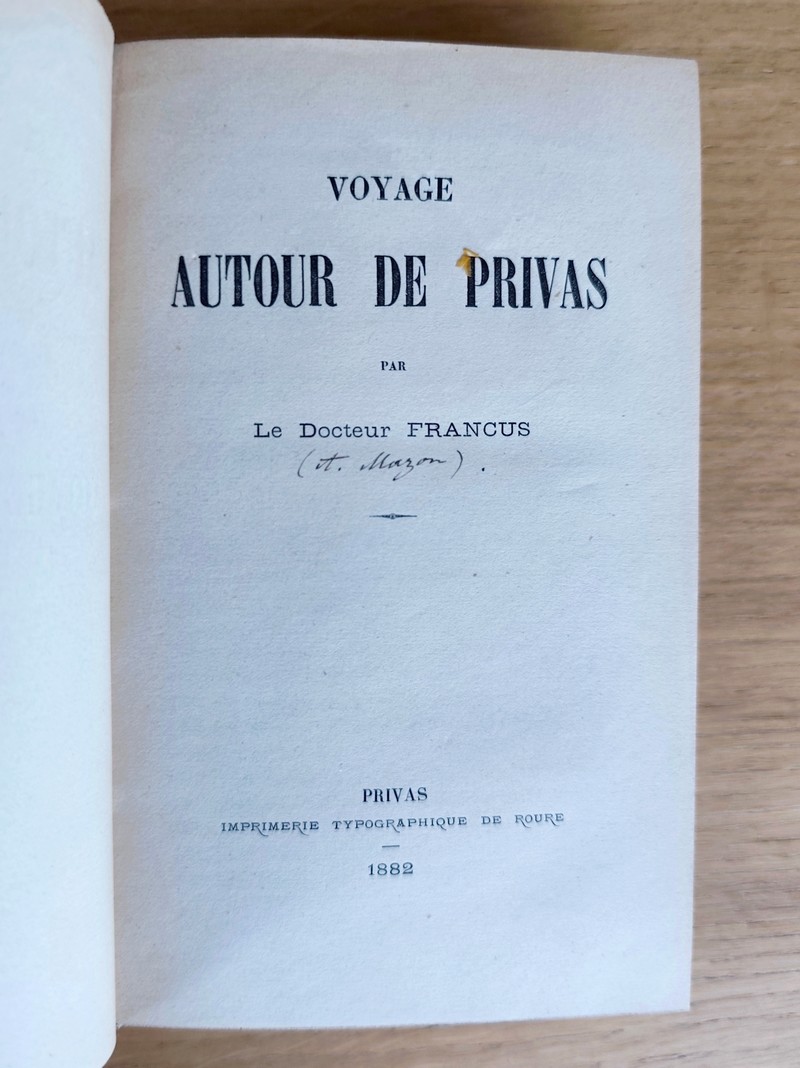 VOYAGE
AUTOUR DE PRIVAS
PAR
Le Docteur FRANCUS
(A. Mazon).
PRIVAS
IMPRIMERIE TYPOGRAPHIQUE DE ROURE
1882